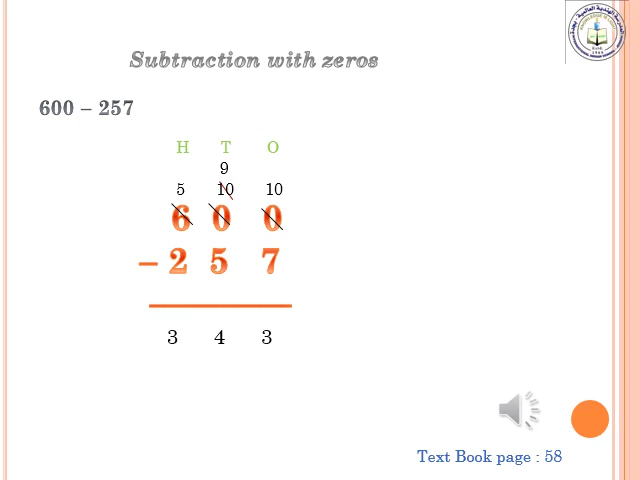 Subtraction with zeros
600 – 257
H T O
9
5 10 10
6 0 0
– 2 5 7
3 4 3
Text Book page : 58